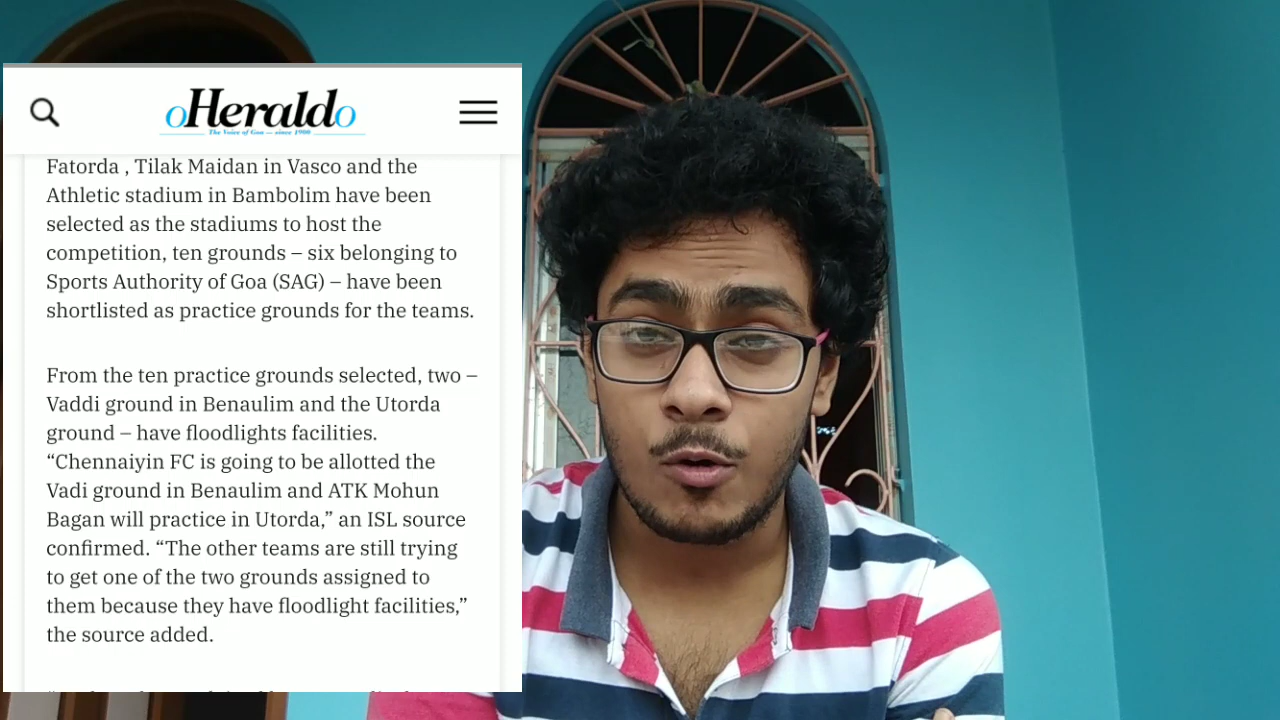 oHeraldo
The Voice of Goa — since 1900
Fatorda , Tilak Maidan in Vasco and the
Athletic stadium in Bambolim have been
selected as the stadiums to host the
competition, ten grounds – six belonging to
Sports Authority of Goa (SAG) – have been
shortlisted as practice grounds for the teams.
From the ten practice grounds selected, two –
Vaddi ground in Benaulim and the Utorda
ground – have floodlights facilities.
“Chennaiyin FC is going to be allotted the
Vadi ground in Benaulim and ATK Mohun
Bagan will practice in Utorda,” an ISL source
confirmed. “The other teams are still trying
to get one of the two grounds assigned to
them because they have floodlight facilities,”
the source added.